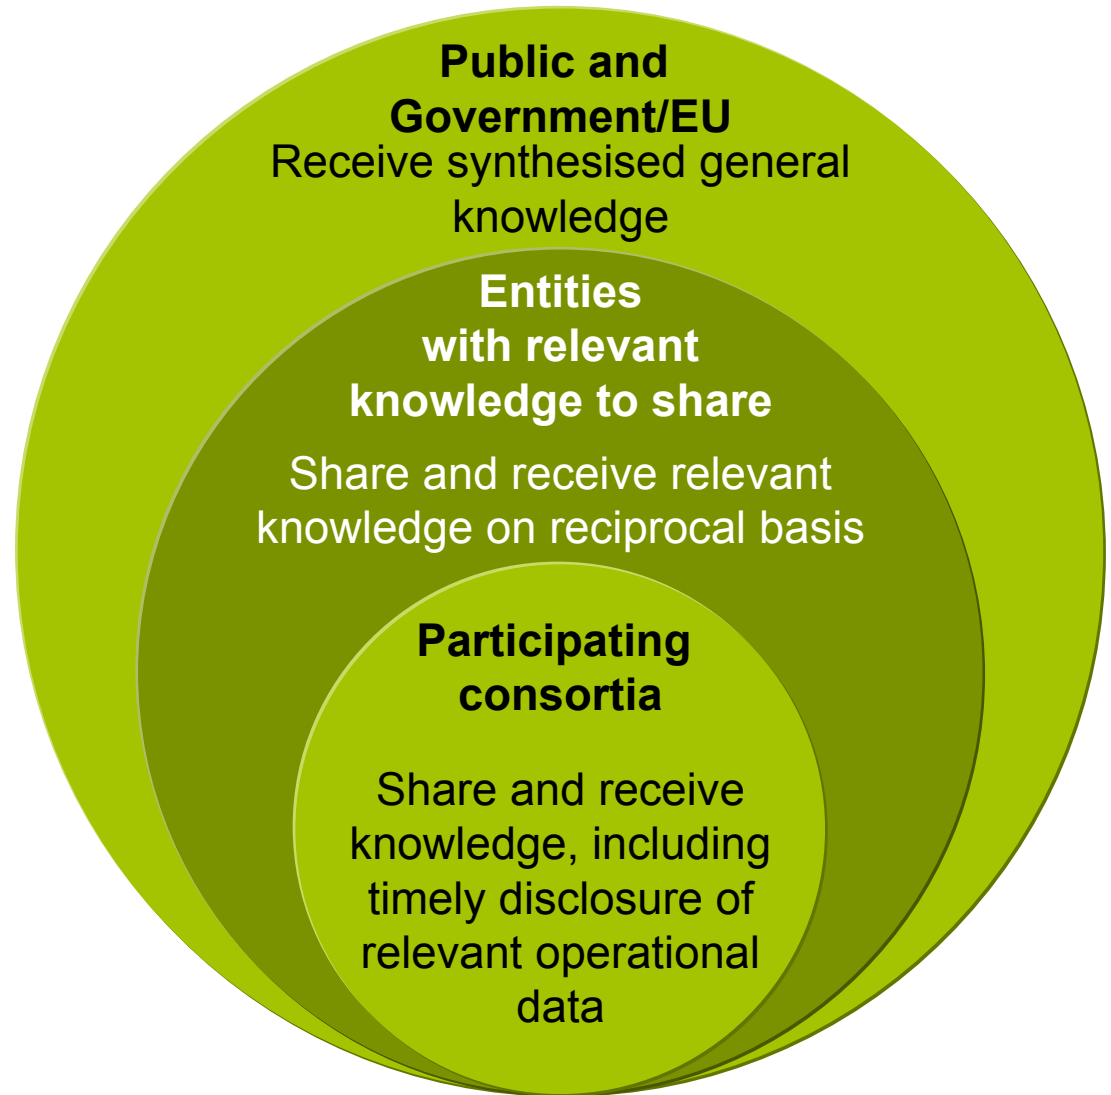 Public and
Government/EU
Receive synthesised general
knowledge
Entities
with relevant
knowledge to share
Share and receive relevant
knowledge on reciprocal basis
Participating
consortia
Share and receive
knowledge, including
timely disclosure of
relevant operational
data